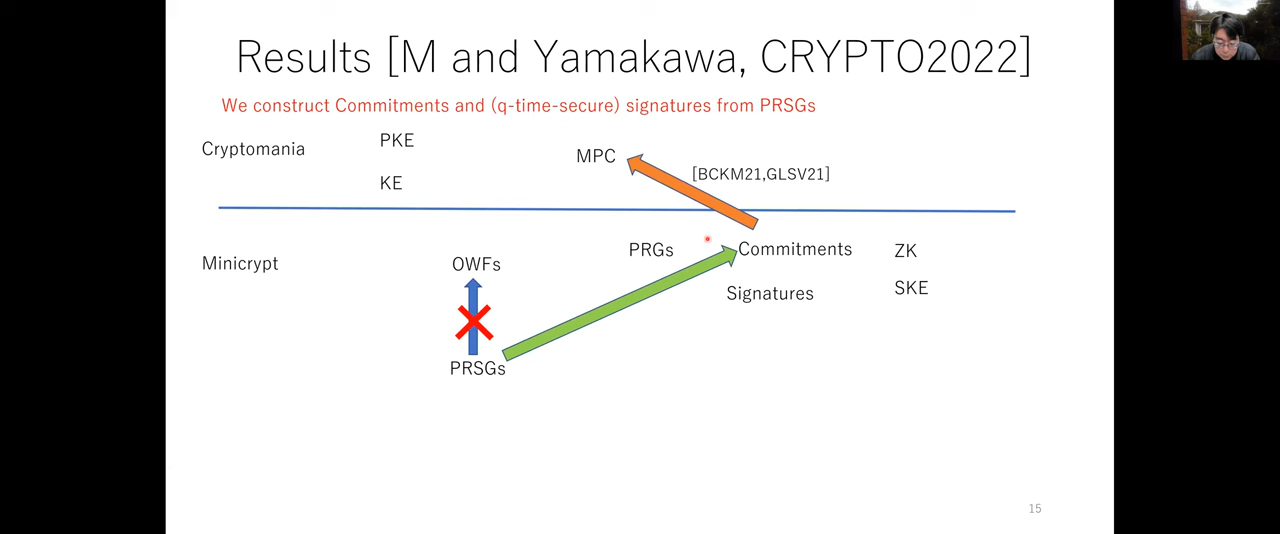 Results [M and Yamakawa, CRYPTO2022]
We construct Commitments and (q-time-secure) signatures from PRSGs
Cryptomania
PKE
MPC
[BCKM21,GLSV21]
KE
Minicrypt
OWFs
PRGs
Commitments
ZK
Signatures
SKE
PRSGs
15